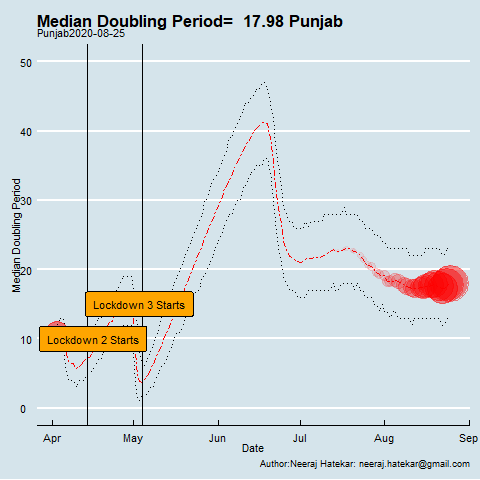 Median Doubling Period=  17.98 Punjab
Punjab2020-08-25
Median Doubling Period
50
40
30
20
10
0
Lockdown 3 Starts
Lockdown 2 Starts
Apr May Jun Jul Aug Sep
Date
Author:Neeraj Hatekar: neeraj.hatekar@gmail.com